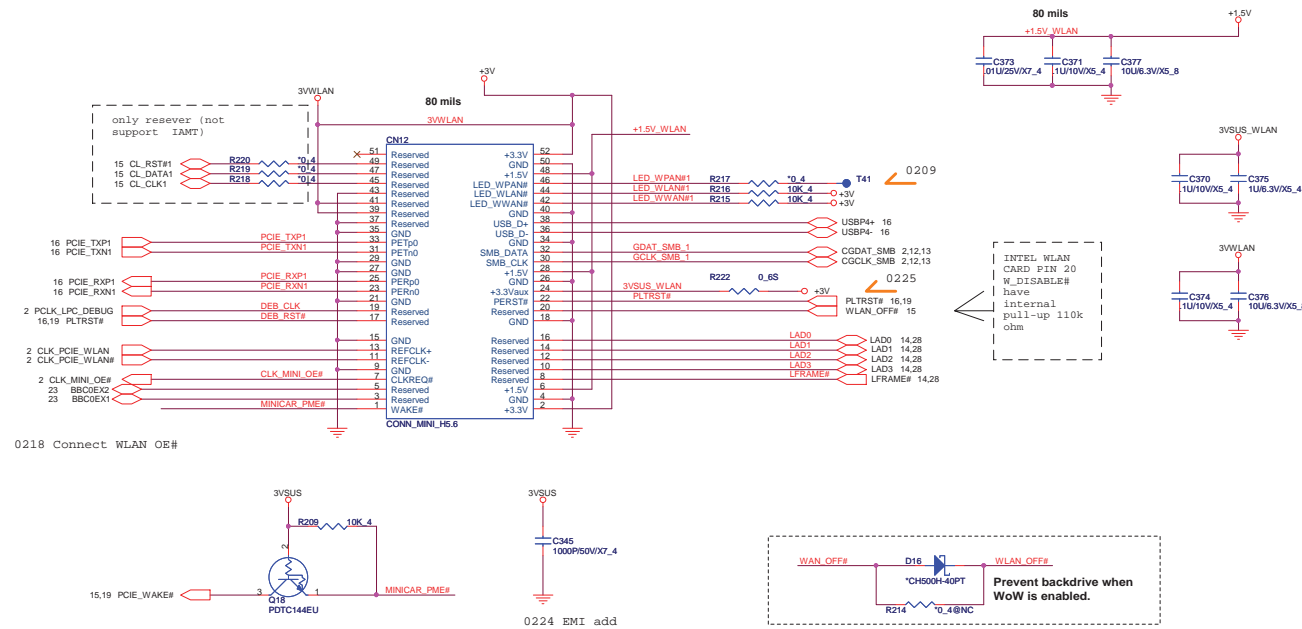 80 mils
+1.5V
+1.5V_WLAN
C373
.01U/25V/X7_4
C371
.1U/10V/X5_4
C377
10U/6.3V/X5_8
+3V
3VWLAN
80 mils
3VWLAN
only resever (not
support IAMT)
15 CL_RST#1
R220
*0_4
15 CL_DATA1
R219
*0_4
15 CL_CLK1
R218
*0_4
CN12
51 Reserved +3.3V 52
49 Reserved GND 50
47 Reserved +1.5V 48
45 Reserved LED_WPAN# 46
43 Reserved LED_WLAN# 44
41 Reserved LED_WWAN# 42
39 Reserved GND 40
37 Reserved USB_D+ 38
35 GND USB_D- 36
33 PETp0 GND 34
31 PETn0 SMB_DATA 32
29 GND SMB_CLK 30
27 GND +1.5V 28
25 PERp0 GND 26
23 PERn0 +3.3Vaux 24
21 GND PERST# 22
19 Reserved Reserved 20
17 Reserved GND 18
15 GND Reserved 16
13 REFCLK+ Reserved 14
11 REFCLK- Reserved 12
9 GND Reserved 10
7 CLKREQ# Reserved 8
5 Reserved +1.5V 6
3 Reserved GND 4
1 WAKE# +3.3V 2
CONN_MINI_H5.6
+1.5V_WLAN
LED_WPAN#1 R217 *0_4 T41
0209
LED_WLAN#1 R216 10K_4 +3V
LED_WWAN#1 R215 10K_4 +3V
USBP4+ 16
USBP4- 16
GDAT_SMB_1 CGDAT_SMB 2,12,13
GCLK_SMB_1 CGCLK_SMB 2,12,13
3VSUS_WLAN R222 0_6S +3V
0225
PLTRST# PLTRST# 16,19
WLAN_OFF# 15
LAD0 LAD0 14,28
LAD1 LAD1 14,28
LAD2 LAD2 14,28
LAD3 LAD3 14,28
LFRAME# LFRAME# 14,28
16 PCIE_TXP1 PCIE_TXP1
16 PCIE_TXN1 PCIE_TXN1
16 PCIE_RXP1 PCIE_RXP1
16 PCIE_RXN1 PCIE_RXN1
2 PCLK_LPC_DEBUG DEB_CLK
16,19 PLTRST# DEB_RST#
2 CLK_PCIE_WLAN
2 CLK_PCIE_WLAN#
2 CLK_MINI_OE# CLK_MINI_OE#
23 BBC0EX2
23 BBC0EX1
MINICAR_PME#
0218 Connect WLAN OE#
INTEL WLAN
CARD PIN 20
W_DISABLE#
have
internal
pull-up 110k
ohm
3VSUS_WLAN
C370
.1U/10V/X5_4
C375
1U/6.3V/X5_4
3VWLAN
C374
.1U/10V/X5_4
C376
10U/6.3V/X5_8
3VSUS
R209 10K_4
2
15,19 PCIE_WAKE# 3 1 MINICAR_PME#
Q18
PDTC144EU
3VSUS
C345
1000P/50V/X7_4
0224 EMI add
WAN_OFF# D16 WLAN_OFF#
*CH500H-40PT
R214 *0_4@NC
Prevent backdrive when
WoW is enabled.